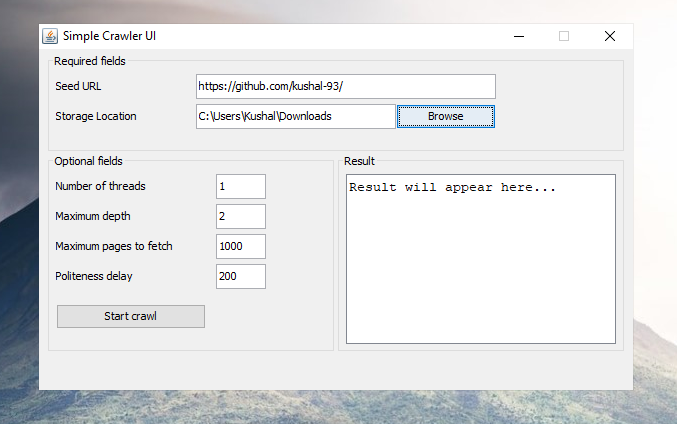 Simple Crawler UI
Required fields
Seed URL https://github.com/kushal-93/
Storage Location C:\Users\Kushal\Downloads Browse
Optional fields
Number of threads 1
Maximum depth 2
Maximum pages to fetch 1000
Politeness delay 200
Start crawl
Result
Result will appear here...